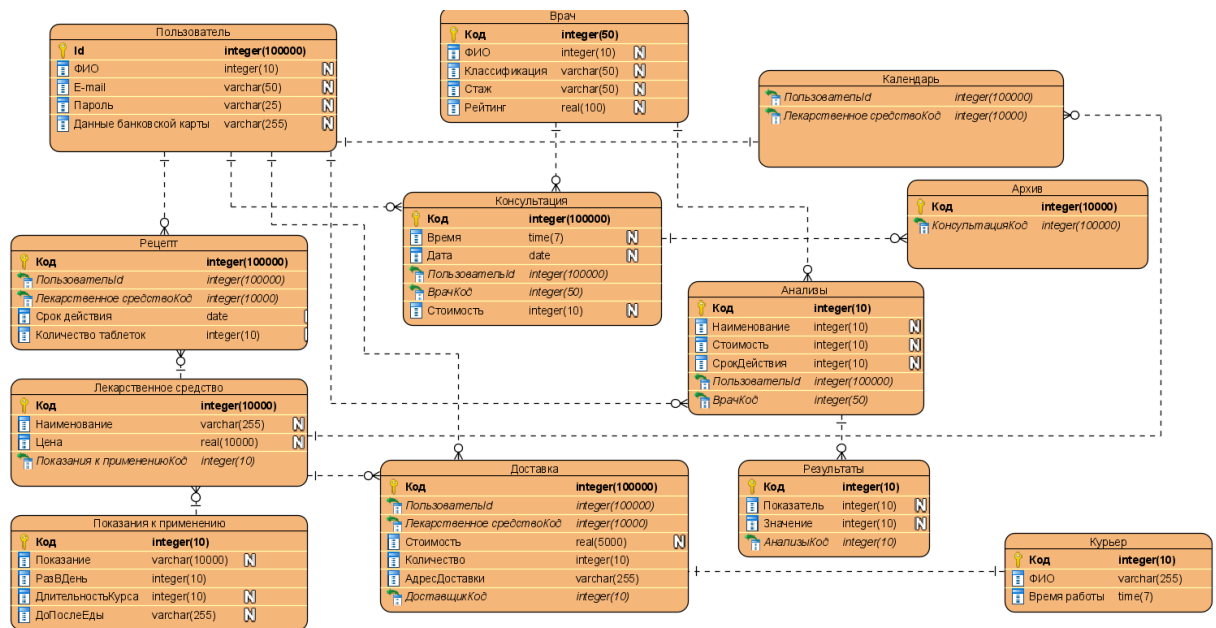 Пользователь
Id integer(100000)
ФИО integer(10) N
E-mail varchar(50) N
Пароль varchar(25) N
Данные банковской карты varchar(255) N
Врач
Код integer(50)
ФИО integer(10) N
Классификация varchar(50) N
Стаж varchar(50) N
Рейтинг real(100) N
Календарь
ПользовательId integer(100000)
Лекарственное средствоКод integer(10000)
Консультация
Код integer(100000)
Время time(7) N
Дата date N
ПользовательId integer(100000)
ВрачКод integer(50)
Стоимость integer(10) N
Архив
Код integer(10000)
КонсультацияКод integer(100000)
Рецепт
Код integer(100000)
ПользовательId integer(100000)
Лекарственное средствоКод integer(10000)
Срок действия date
Количество таблеток integer(10)
Анализы
Код integer(10)
Наименование integer(10) N
Стоимость integer(10) N
СрокДействия integer(10) N
ПользовательId integer(100000)
ВрачКод integer(50)
Лекарственное средство
Код integer(10000)
Наименование varchar(255) N
Цена real(10000) N
Показания к применениюКод integer(10)
Доставка
Код integer(100000)
ПользовательId integer(100000)
Лекарственное средствоКод integer(10000)
Стоимость real(5000) N
Количество integer(10)
АдресДоставки varchar(255)
ДоставщикКод integer(10)
Результаты
Код integer(10)
Показатель integer(10) N
Значение integer(10) N
АнализыКод integer(10)
Показания к применению
Код integer(10)
Показание varchar(10000) N
РазВДень integer(10)
ДлительностьКурса integer(10) N
ДоПослеЕды varchar(255) N
Курьер
Код integer(10)
ФИО varchar(255)
Время работы time(7)